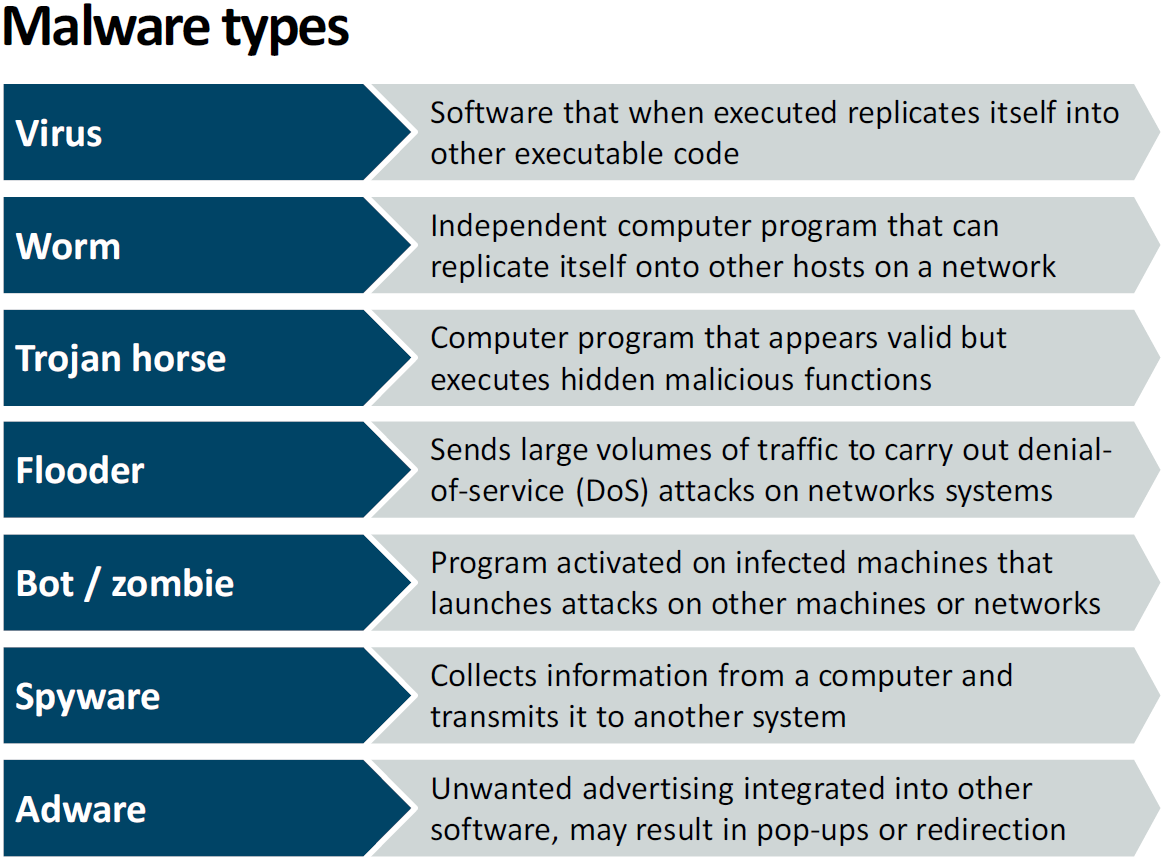 Malware types
Virus
Software that when executed replicates itself into
other executable code
Worm
Independent computer program that can
replicate itself onto other hosts on a network
Trojan horse
Computer program that appears valid but
executes hidden malicious functions
Flooder
Sends large volumes of traffic to carry out denial-
of-service (DoS) attacks on networks systems
Bot / zombie
Program activated on infected machines that
launches attacks on other machines or networks
Spyware
Collects information from a computer and
transmits it to another system
Adware
Unwanted advertising integrated into other
software, may result in pop-ups or redirection